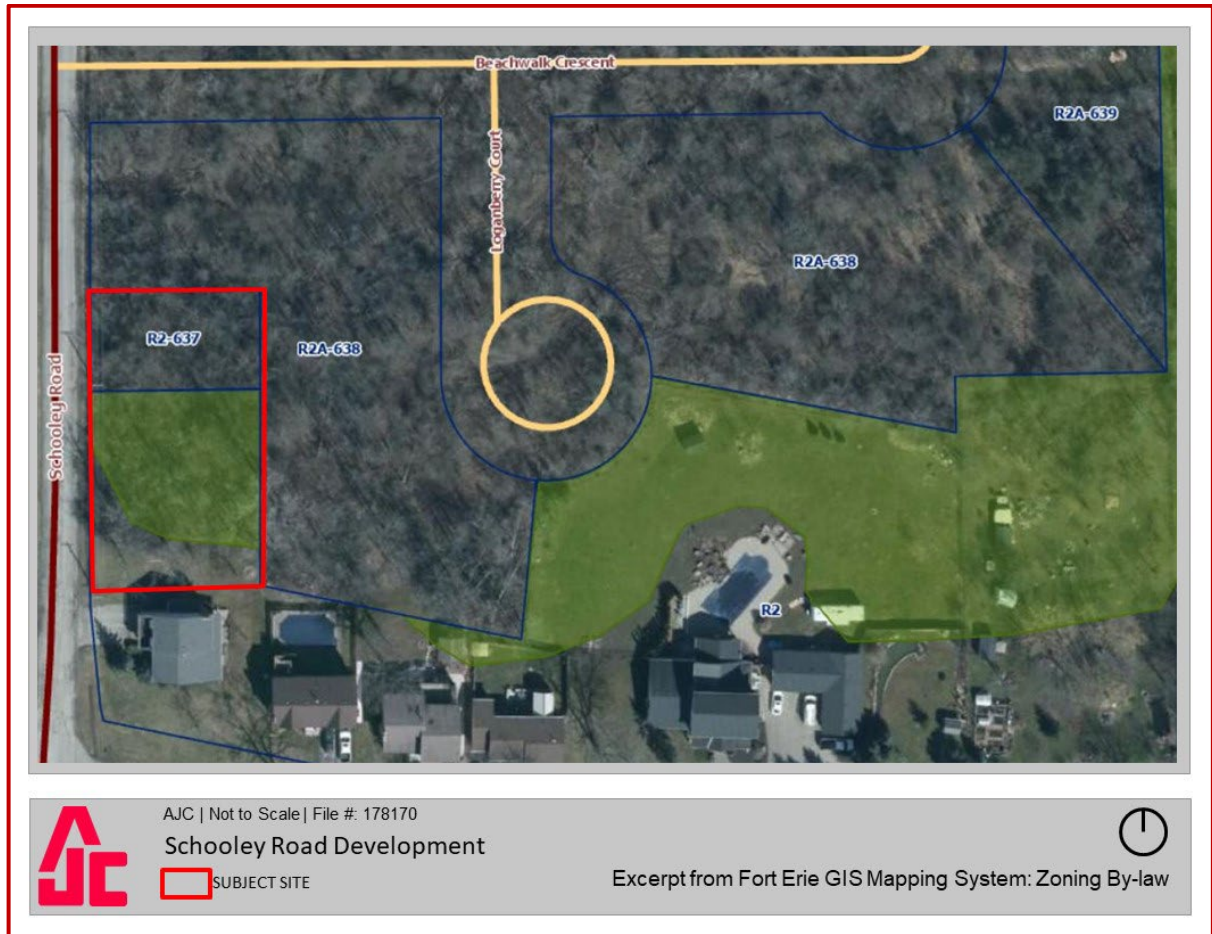 Beachwalk Crescent
R2A-639
Loganberry Court
R2A-638
R2-637
R2A-638
Schooley Road
R2
AJC
AJC | Not to Scale | File #: 178170
Schooley Road Development
SUBJECT SITE
Excerpt from Fort Erie GIS Mapping System: Zoning By-law